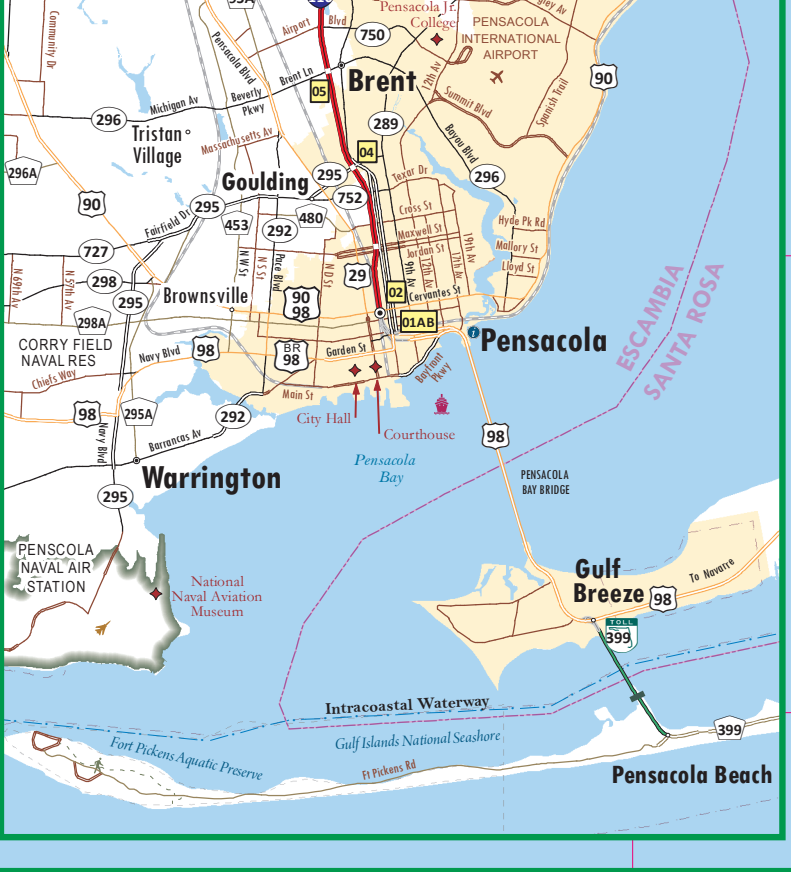 Pensacola Jr.
College
Airport Blvd
PENSACOLA
INTERNATIONAL
AIRPORT
Community Dr
Pensacola Blvd
750
12th Av
90
Brent Ln
Brent
05
Beverly
Pkwy
Michigan Av
296
Summit Blvd
Spanish Trail
289
Tristan
Village
Massachusetts Av
04
Bayou Blvd
296A
295
Texar Dr
296
Goulding
752
90
295
Cross St
480
453
Hyde Pk Rd
Fairfield Dr
292
Maxwell St
Mallory St
727
Jordan St
19th Av
N W St
N S St
Pace Blvd
N D St
9th Av
12th Av
17th Av
Lloyd St
N 69th Av
N 57th Av
298
29
295
Brownsville
90
98
02
Cervantes St
298A
01AB
ESCAMBIA
SANTA ROSA
CORRY FIELD
NAVAL RES
Navy Blvd
98
BR
98
Garden St
i
Pensacola
Chiefs Way
Bayfront
Pkwy
Main St
98
295A
292
City Hall
Courthouse
98
Navy Blvd
Barrancas Av
Pensacola
Bay
Warrington
PENSACOLA
BAY BRIDGE
295
PENSCOLA
NAVAL AIR
STATION
National
Naval Aviation
Museum
Gulf
Breeze
98
To Navarre
TOLL
399
Intracoastal Waterway
Gulf Islands National Seashore
399
Fort Pickens Aquatic Preserve
Ft Pickens Rd
Pensacola Beach